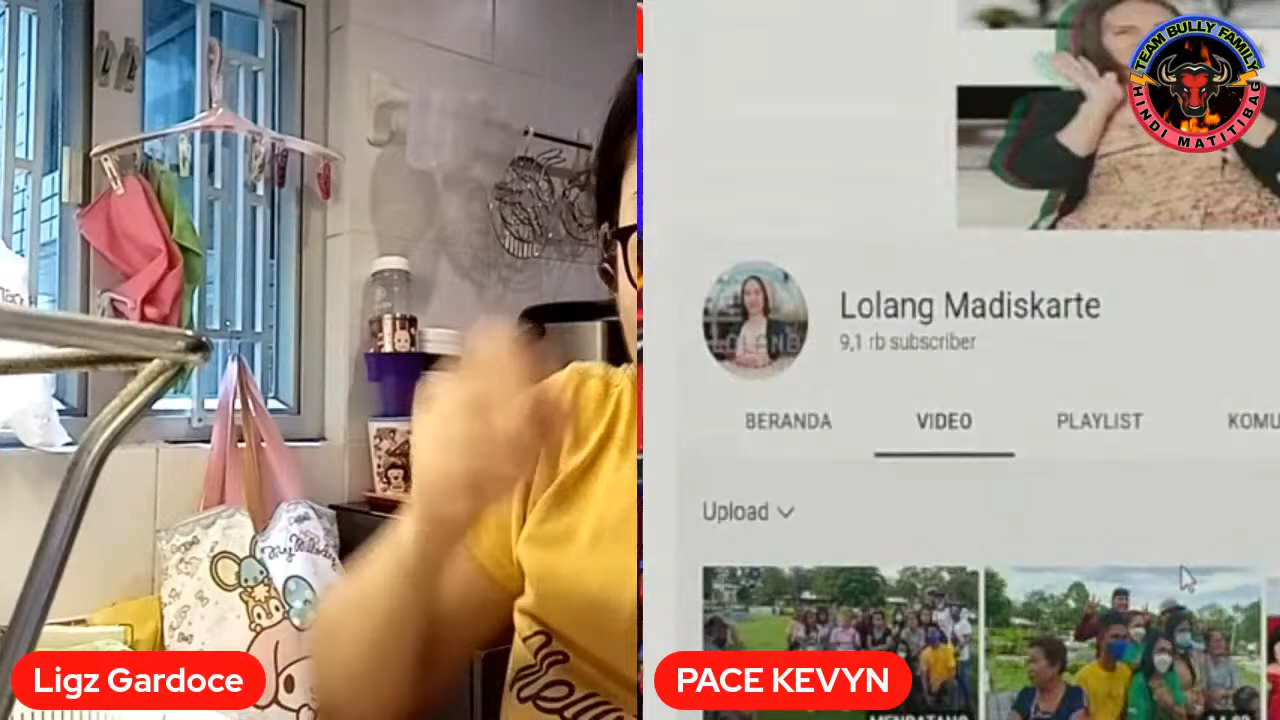 TEAM BULLY FAMILY
HINDI MATITIBAG
Lolang Madiskarte
9,1 rb subscriber
BERANDA VIDEO PLAYLIST KOMU
Upload
Ligz Gardoce
PACE KEVYN